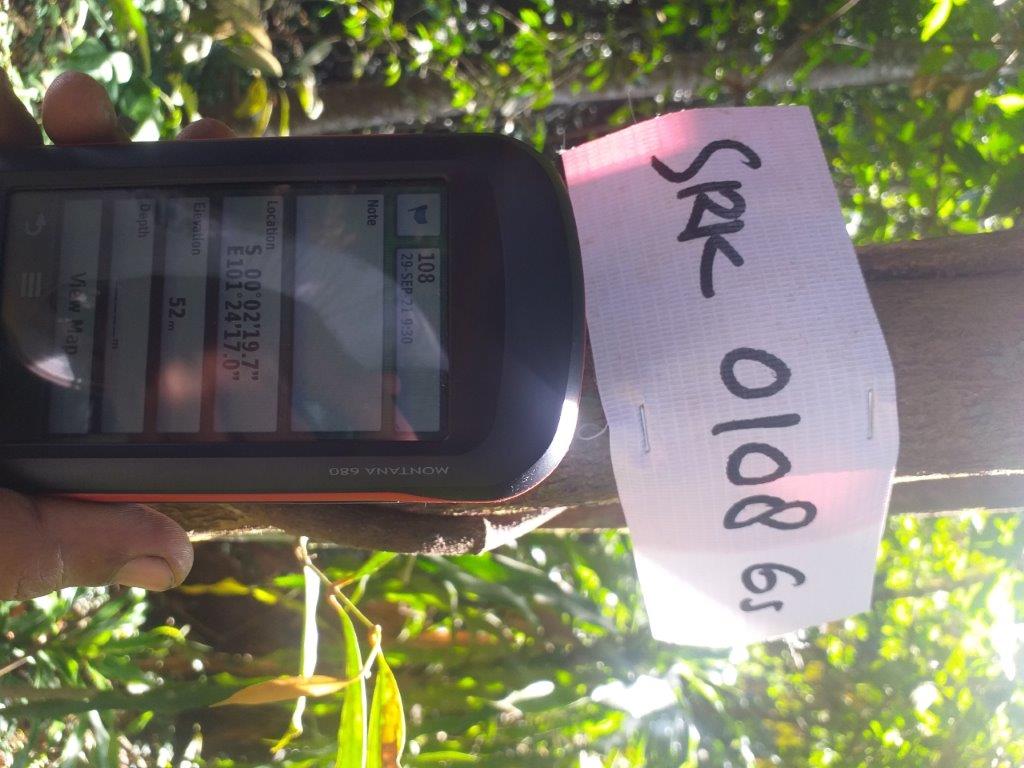 108
29-SEP-21 9:30
Note
Location
S 00°02'19.7"
E101°24'17.0"
Elevation
52 m
Depth
------ m
View Map
MONTANA 680
SRK 0108 6s